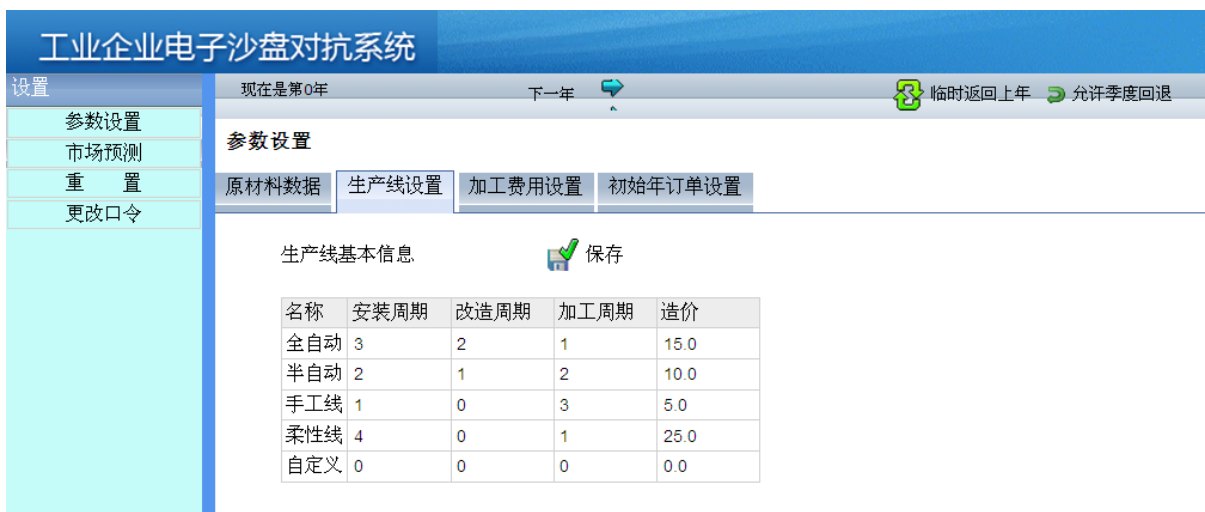 工业企业电子沙盘对抗系统
设置
现在是第0年 下一年 临时返回上年 允许季度回退
参数设置
市场预测
重 置
更改口令
参数设置
原材料数据 生产线设置 加工费用设置 初始年订单设置
生产线基本信息 保存
名称 安装周期 改造周期 加工周期 造价
全自动 3 2 1 15.0
半自动 2 1 2 10.0
手工线 1 0 3 5.0
柔性线 4 0 1 25.0
自定义 0 0 0 0.0